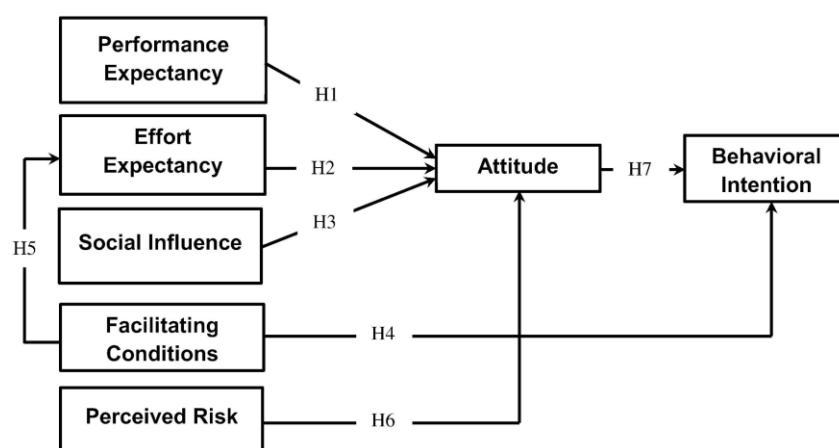 Performance
Expectancy
H1
Effort
Expectancy
H2
Attitude
H7
Behavioral
Intention
Social Influence
H3
H5
Facilitating
Conditions
H4
Perceived Risk
H6